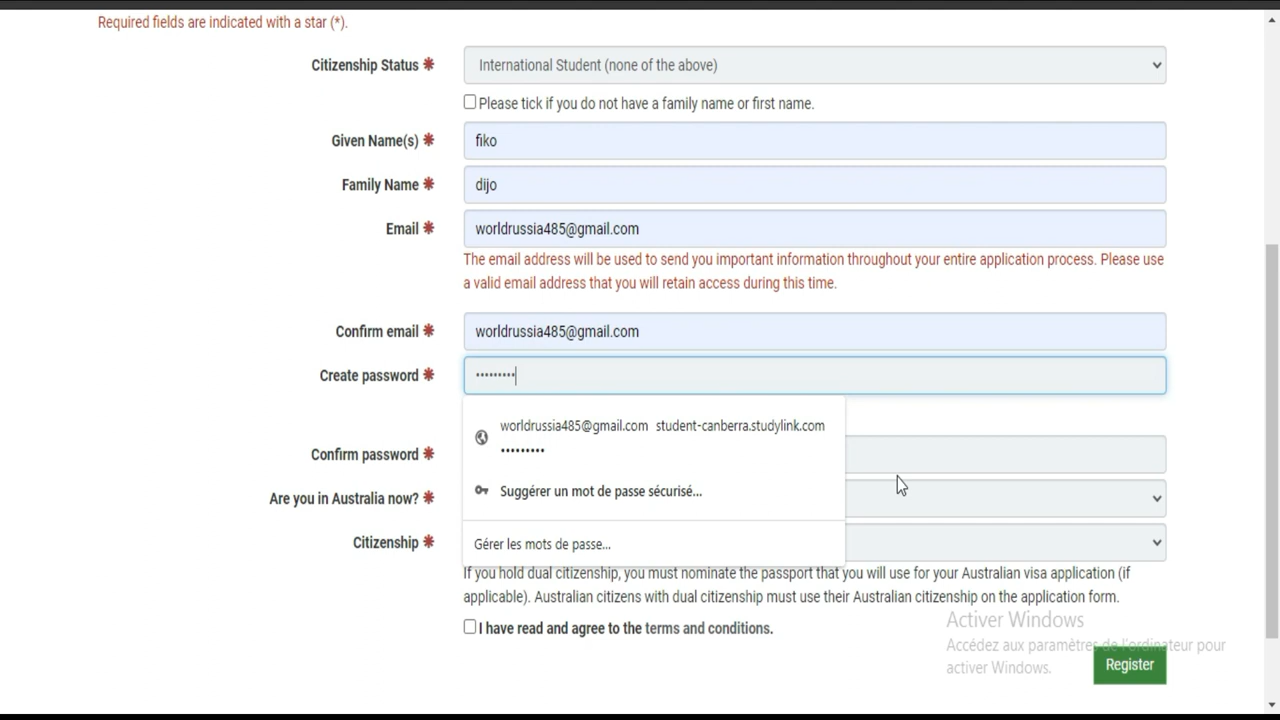 Required fields are indicated with a star (*).
Citizenship Status *
International Student (none of the above)
Please tick if you do not have a family name or first name.
Given Name(s) *
fiko
Family Name *
dijo
Email *
worldrussia485@gmail.com
The email address will be used to send you important information throughout your entire application process. Please use
a valid email address that you will retain access during this time.
Confirm email *
worldrussia485@gmail.com
Create password *
•••••••••
worldrussia485@gmail.com student-canberra.studylink.com
•••••••••
Confirm password *
Suggérer un mot de passe sécurisé...
Are you in Australia now? *
Gérer les mots de passe...
Citizenship *
If you hold dual citizenship, you must nominate the passport that you will use for your Australian visa application (if
applicable). Australian citizens with dual citizenship must use their Australian citizenship on the application form.
I have read and agree to the terms and conditions.
Activer Windows
Accédez aux paramètres de l'ordinateur pour
activer Windows.
Register